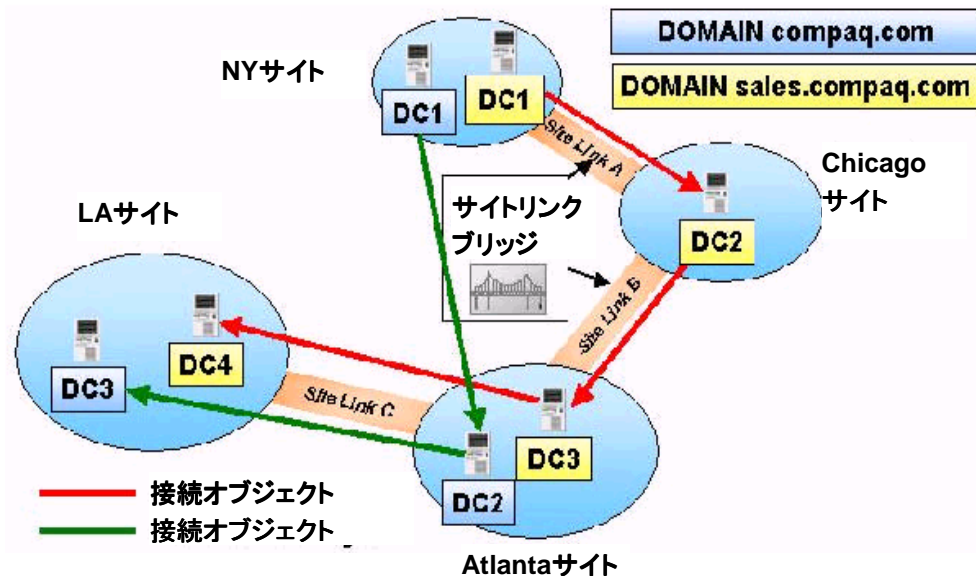 DOMAIN compaq.com
DOMAIN sales.compaq.com
NYサイト
DC1
DC1
Site Link A
Chicago
サイト
DC2
サイトリンク
ブリッジ
LAサイト
Site Link B
DC4
DC3
Site Link C
DC3
DC2
接続オブジェクト
接続オブジェクト
Atlantaサイト